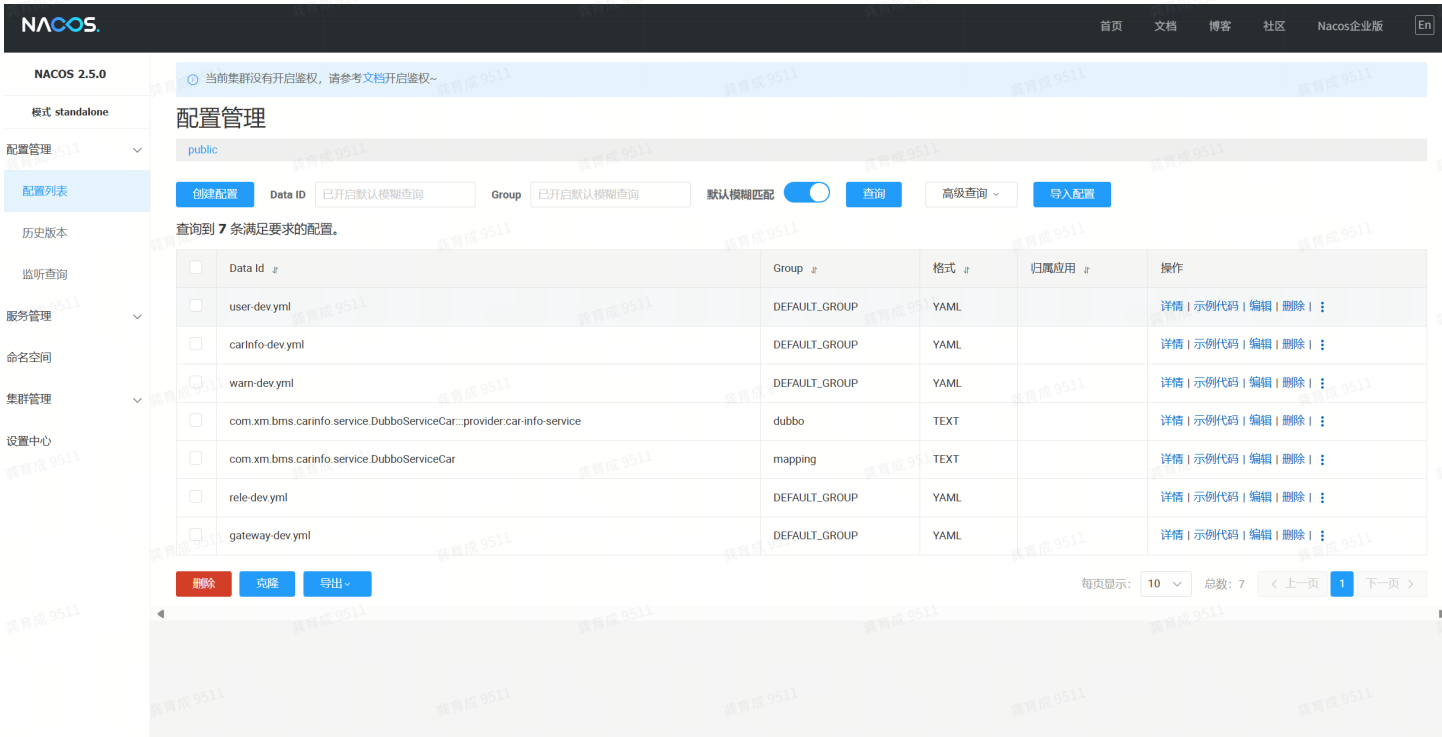 NACOS.
首页 文档 博客 社区 Nacos企业版 En
NACOS 2.5.0
模式 standalone
配置管理
配置列表
历史版本
监听查询
服务管理
命名空间
集群管理
设置中心
当前集群没有开启鉴权，请参考文档开启鉴权~
配置管理
public
创建配置 Data ID 已开启默认模糊查询 Group 已开启默认模糊查询 默认模糊匹配 查询 高级查询 导入配置
查询到 7 条满足要求的配置。
Data Id Group 格式 归属应用 操作
user-dev.yml DEFAULT_GROUP YAML 详情 | 示例代码 | 编辑 | 删除 |
carInfo-dev.yml DEFAULT_GROUP YAML 详情 | 示例代码 | 编辑 | 删除 |
warn-dev.yml DEFAULT_GROUP YAML 详情 | 示例代码 | 编辑 | 删除 |
com.xm.bms.carinfo.service.DubboServiceCar:::provider:car-info-service dubbo TEXT 详情 | 示例代码 | 编辑 | 删除 |
com.xm.bms.carinfo.service.DubboServiceCar mapping TEXT 详情 | 示例代码 | 编辑 | 删除 |
rele-dev.yml DEFAULT_GROUP YAML 详情 | 示例代码 | 编辑 | 删除 |
gateway-dev.yml DEFAULT_GROUP YAML 详情 | 示例代码 | 编辑 | 删除 |
删除 克隆 导出 每页显示： 10 总数： 7 上一页 1 下一页
龚育成 9511